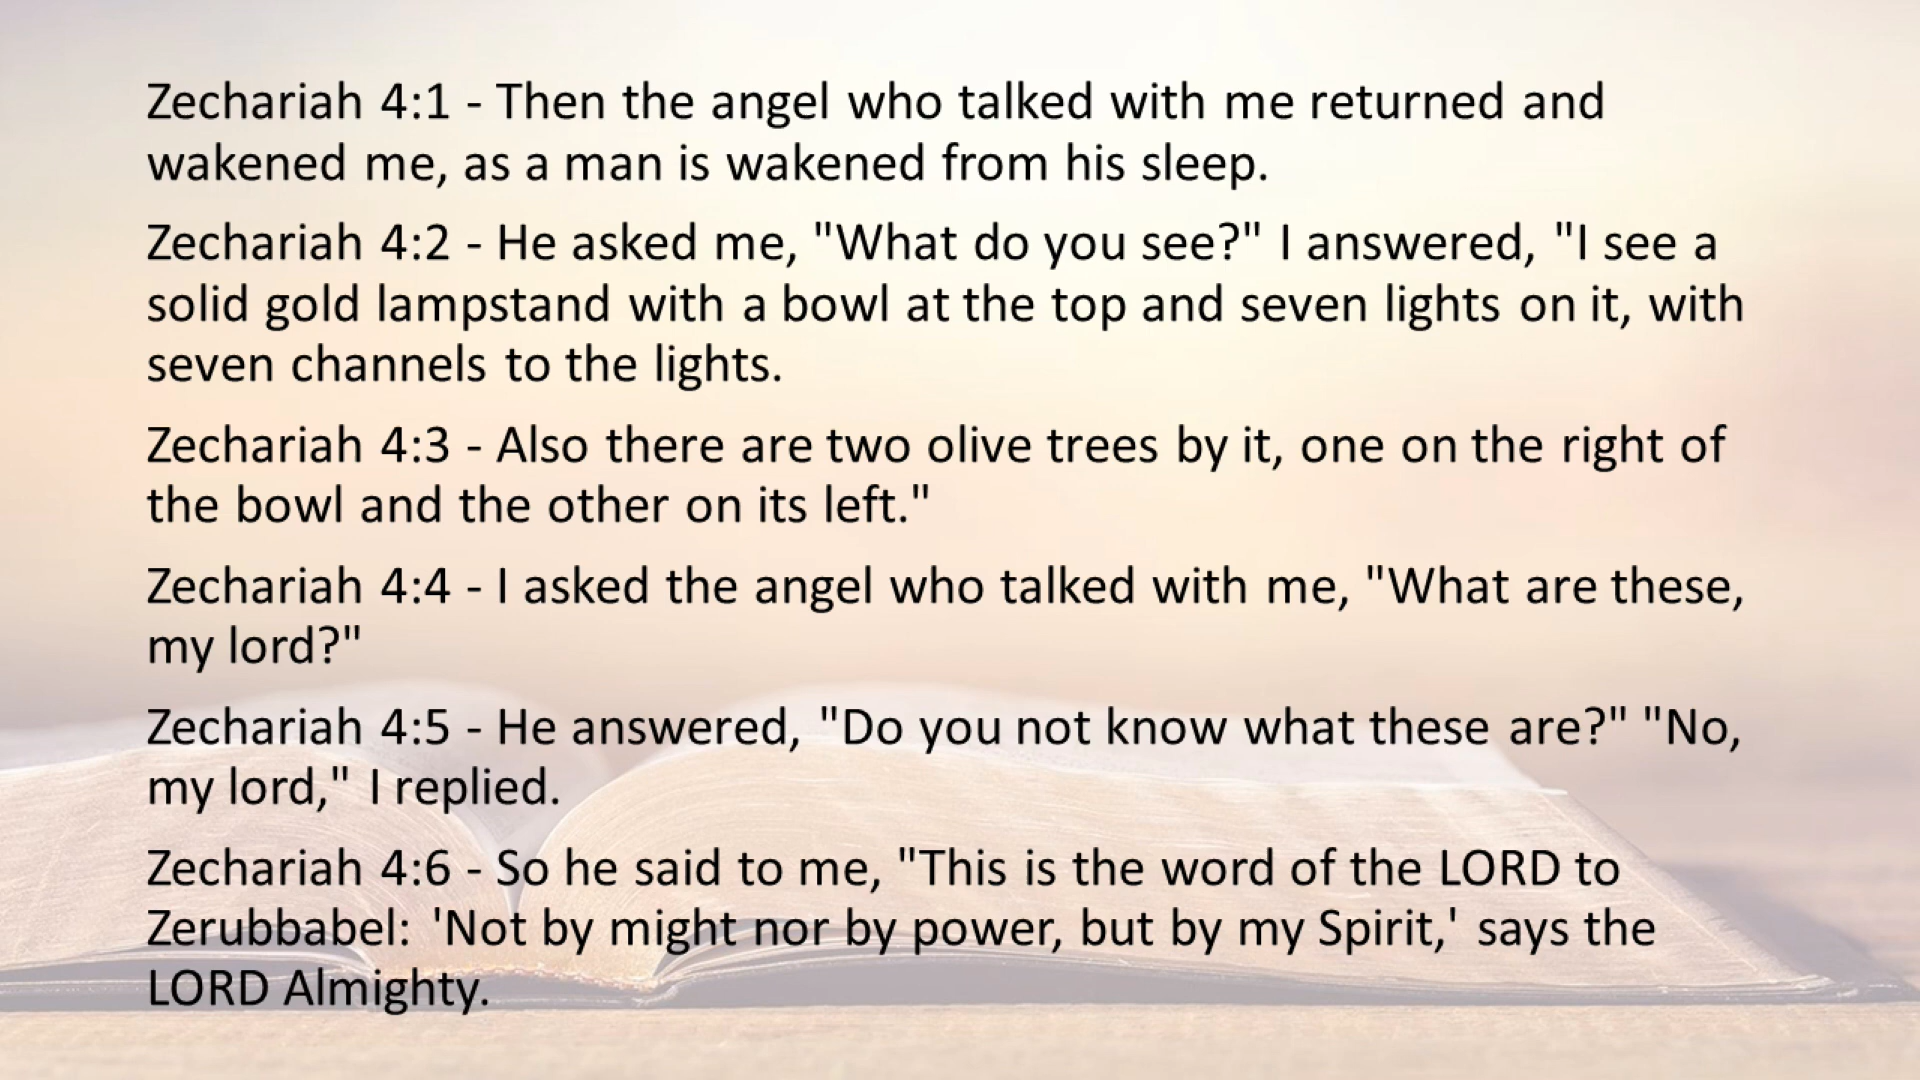 Zechariah 4:1 - Then the angel who talked with me returned and
wakened me, as a man is wakened from his sleep.
Zechariah 4:2 - He asked me, "What do you see?" I answered, "I see a
solid gold lampstand with a bowl at the top and seven lights on it, with
seven channels to the lights.
Zechariah 4:3 - Also there are two olive trees by it, one on the right of
the bowl and the other on its left."
Zechariah 4:4 - I asked the angel who talked with me, "What are these,
my lord?"
Zechariah 4:5 - He answered, "Do you not know what these are?" "No,
my lord," I replied.
Zechariah 4:6 - So he said to me, "This is the word of the LORD to
Zerubbabel: 'Not by might nor by power, but by my Spirit,' says the
LORD Almighty.